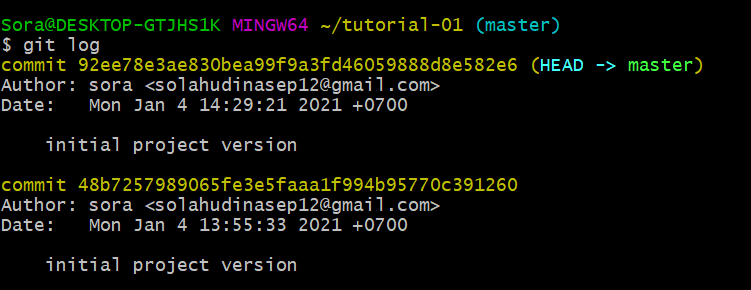 Sora@DESKTOP-GTJHS1K MINGW64 ~/tutorial-01 (master)
$ git log
commit 92ee78e3ae830bea99f9a3fd46059888d8e582e6 (HEAD -> master)
Author: sora <solahudinasep12@gmail.com>
Date:   Mon Jan 4 14:29:21 2021 +0700
    initial project version
commit 48b7257989065fe3e5faaa1f994b95770c391260
Author: sora <solahudinasep12@gmail.com>
Date:   Mon Jan 4 13:55:33 2021 +0700
    initial project version